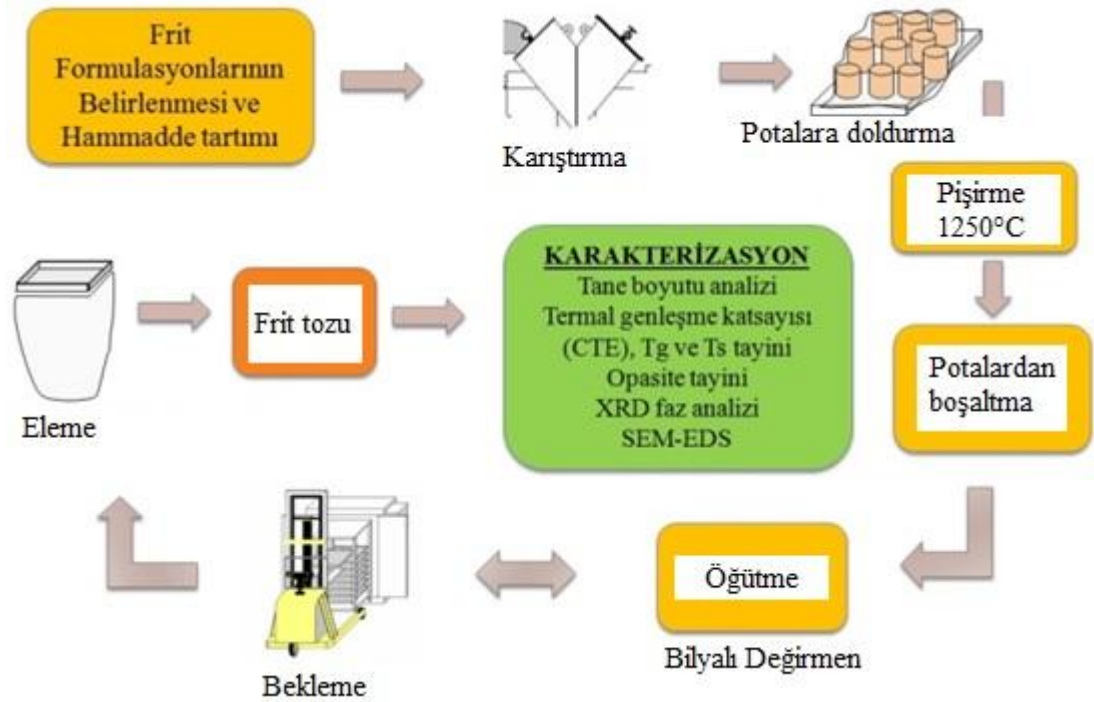 Frit
Formulasyonlarının
Belirlenmesi ve
Hammadde tartımı
Karıştırma
Potalara doldurma
Pişirme
1250°C
Potalardan
boşaltma
Öğütme
Bilyalı Değirmen
Bekleme
Eleme
Frit tozu
KARAKTERİZASYON
Tane boyutu analizi
Termal genleşme katsayısı
(CTE), Tg ve Ts tayini
Opasite tayini
XRD faz analizi
SEM-EDS